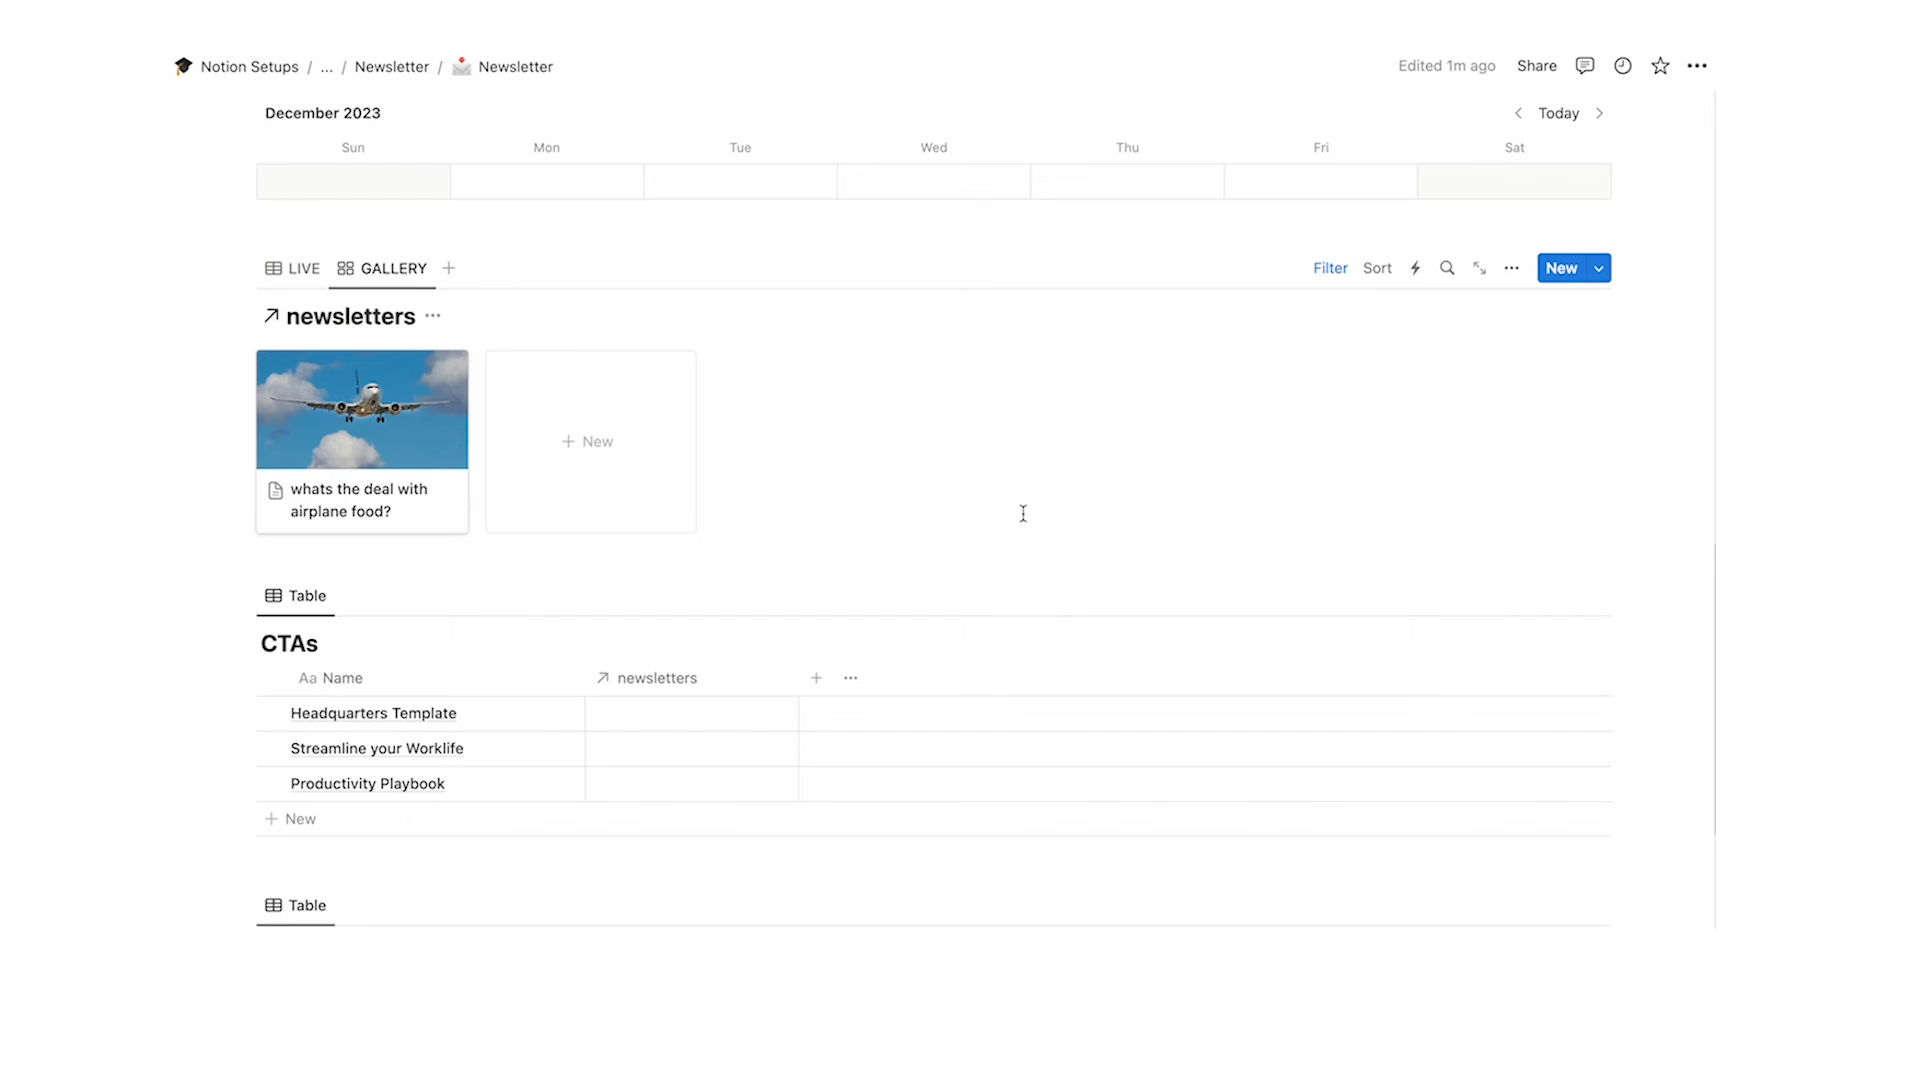 Notion Setups / ... / Newsletter / Newsletter
Edited 1m ago Share
December 2023
Today
Sun Mon Tue Wed Thu Fri Sat
LIVE GALLERY
Filter Sort New
newsletters
whats the deal with
airplane food?
+ New
Table
CTAs
Aa Name newsletters
Headquarters Template
Streamline your Worklife
Productivity Playbook
+ New
Table